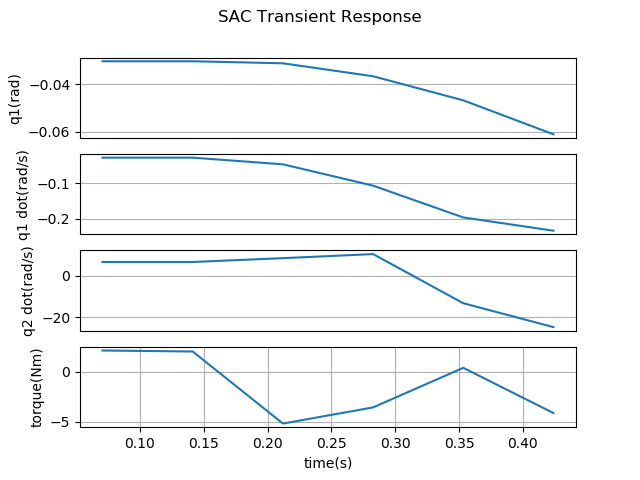 SAC Transient Response
q1(rad)
−0.04
−0.06
q1 dot(rad/s)
−0.1
−0.2
q2 dot(rad/s)
0
−20
torque(Nm)
0
−5
0.10 0.15 0.20 0.25 0.30 0.35 0.40
time(s)